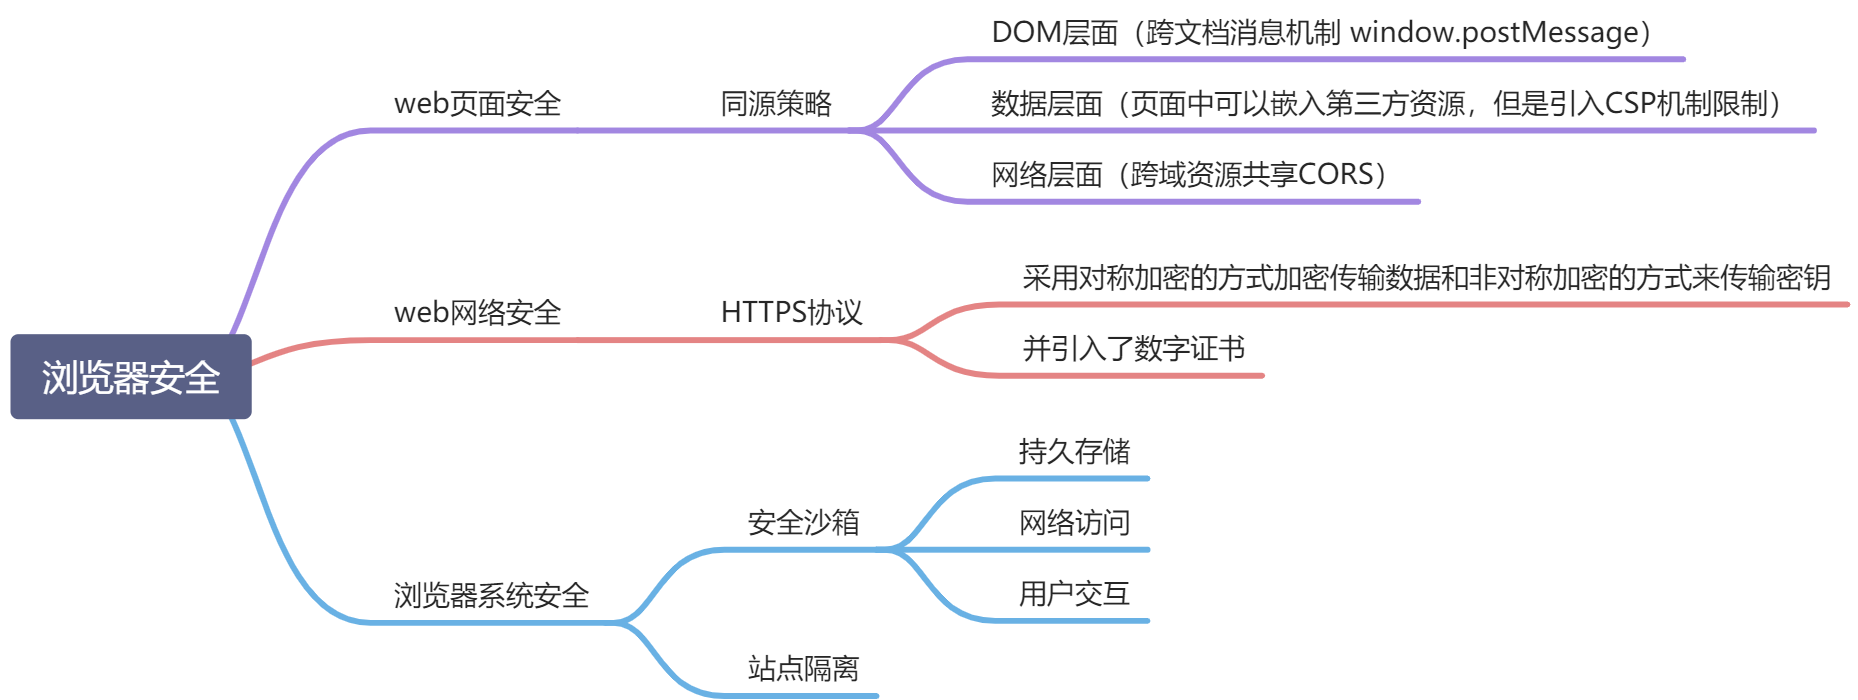 浏览器安全
web页面安全
同源策略
DOM层面（跨文档消息机制 window.postMessage）
数据层面（页面中可以嵌入第三方资源，但是引入CSP机制限制）
网络层面（跨域资源共享CORS）
web网络安全
HTTPS协议
采用对称加密的方式加密传输数据和非对称加密的方式来传输密钥
并引入了数字证书
浏览器系统安全
安全沙箱
持久存储
网络访问
用户交互
站点隔离